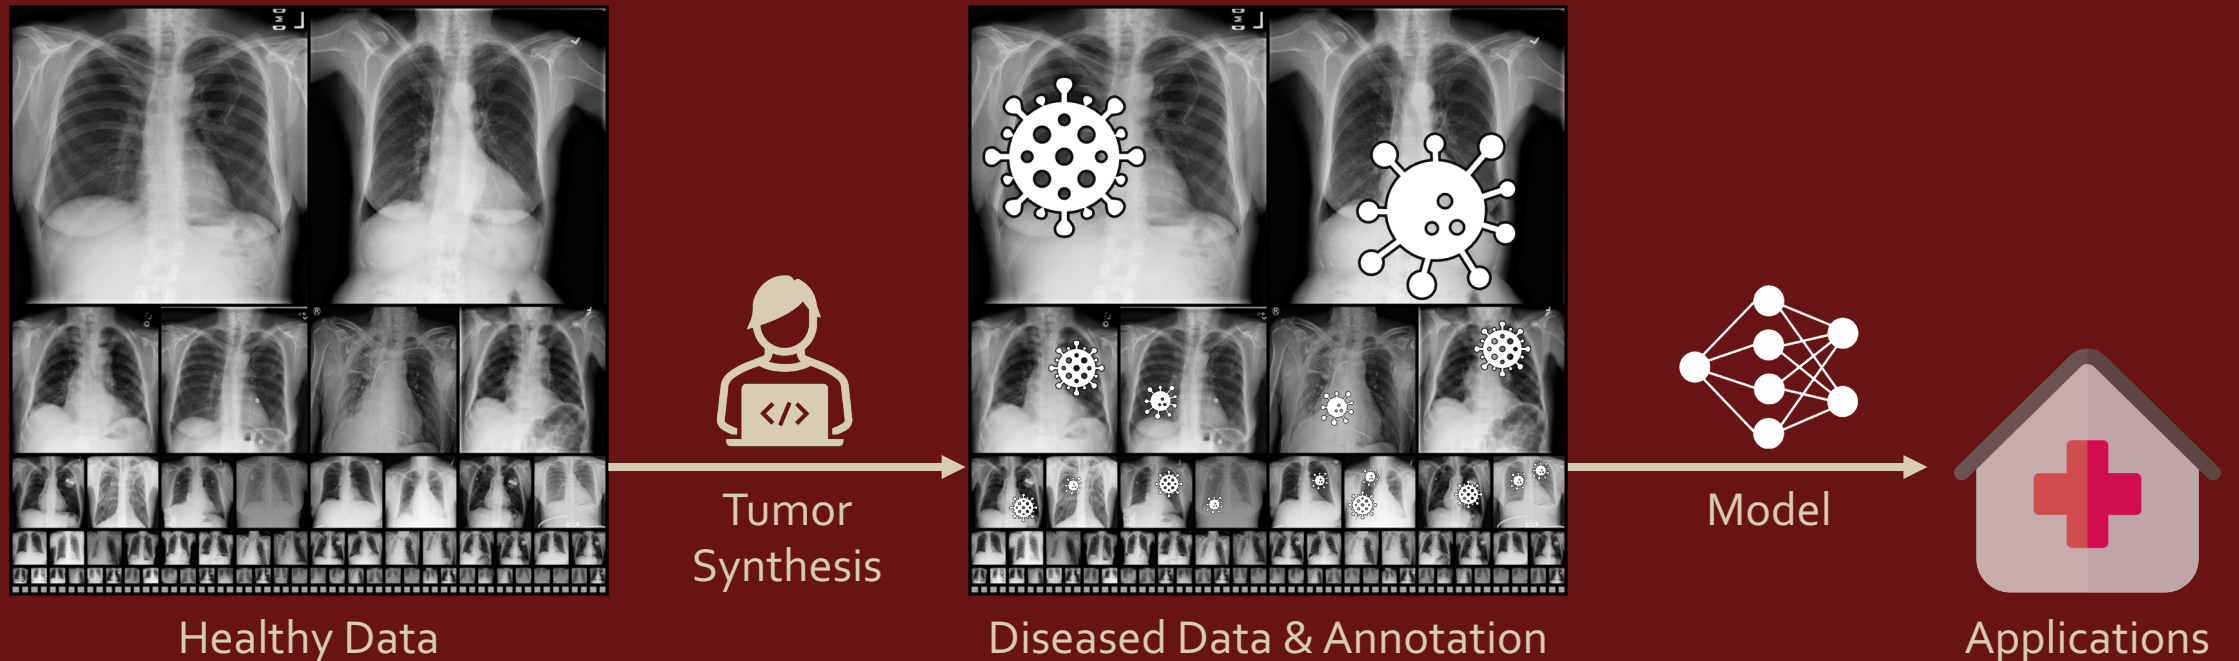 </>
Tumor
Synthesis
Model
Healthy Data
Diseased Data & Annotation
Applications